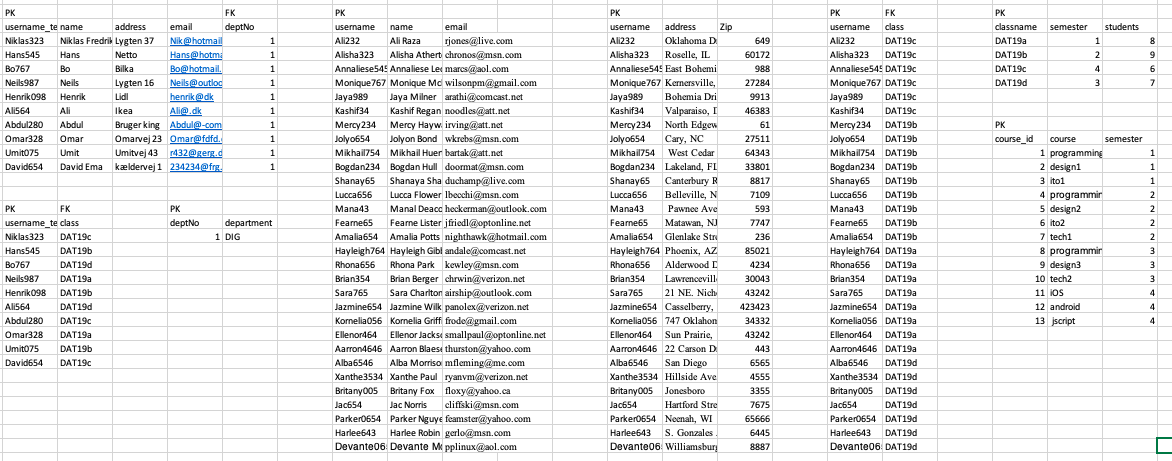 PK FK PK PK PK FK PK
username_te name address email deptNo username name email username address Zip username class classname semester students
Niklas323 Niklas Fredrik Lygten 37 Nik@hotmail 1 Ali232 Ali Raza rjones@live.com Ali232 Oklahoma D 649 Ali232 DAT19c DAT19a 1 8
Hans545 Hans Netto Hans@hotma 1 Alisha323 Alisha Athert chronos@msn.com Alisha323 Roselle, IL 60172 Alisha323 DAT19c DAT19b 2 9
Bo767 Bo Bilka Bo@hotmail. 1 Annaliese545 Annaliese Le marcs@aol.com Annaliese545 East Bohemi 988 Annaliese545 DAT19c DAT19c 4 6
Neils987 Neils Lygten 16 Neils@outloo 1 Monique767 Monique Mc wilsonpm@gmail.com Monique767 Kernersville, 27284 Monique767 DAT19c DAT19d 3 7
Henrik098 Henrik Lidl henrik@dk 1 Jaya989 Jaya Milner arathi@comcast.net Jaya989 Bohemia Dri 9913 Jaya989 DAT19c
Ali564 Ali Ikea Ali@.dk 1 Kashif34 Kashif Regan noodles@att.net Kashif34 Valparaiso, I 46383 Kashif34 DAT19c
Abdul280 Abdul Bruger king Abdul@-com 1 Mercy234 Mercy Hayw irving@att.net Mercy234 North Edgew 61 Mercy234 DAT19b PK
Omar328 Omar Omarvej 23 Omar@fdfd. 1 Jolyo654 Jolyon Bond wkrebs@msn.com Jolyo654 Cary, NC 27511 Jolyo654 DAT19b course_id course semester
Umit075 Umit Umitvej 43 r432@gerg.d 1 Mikhail754 Mikhail Huer bartak@att.net Mikhail754 West Cedar 64343 Mikhail754 DAT19b 1 programming 1
David654 David Ema kældervej 1 234234@frg. 1 Bogdan234 Bogdan Hull doormat@msn.com Bogdan234 Lakeland, FL 33801 Bogdan234 DAT19b 2 design1 1
Shanay65 Shanaya Sha duchamp@live.com Shanay65 Canterbury R 8817 Shanay65 DAT19b 3 ito1 1
Lucca656 Lucca Flower lbecchi@msn.com Lucca656 Belleville, N 7109 Lucca656 DAT19b 4 programmin 2
PK FK PK Mana43 Manal Deaco heckerman@outlook.com Mana43 Pawnee Ave 593 Mana43 DAT19b 5 design2 2
username_te class deptNo department Fearne65 Fearne Lister jfriedl@optonline.net Fearne65 Matawan, NJ 7747 Fearne65 DAT19b 6 ito2 2
Niklas323 DAT19c 1 DIG Amalia654 Amalia Potts nighthawk@hotmail.com Amalia654 Glenlake Stre 236 Amalia654 DAT19b 7 tech1 2
Hans545 DAT19b Hayleigh764 Hayleigh Gibl andale@comcast.net Hayleigh764 Phoenix, AZ 85021 Hayleigh764 DAT19a 8 programmin 3
Bo767 DAT19d Rhona656 Rhona Park kewley@msn.com Rhona656 Alderwood D 4234 Rhona656 DAT19a 9 design3 3
Neils987 DAT19a Brian354 Brian Berger chrwin@verizon.net Brian354 Lawrencevill 30043 Brian354 DAT19a 10 tech2 3
Henrik098 DAT19b Sara765 Sara Charlton airship@outlook.com Sara765 21 NE. Nich 43242 Sara765 DAT19a 11 iOS 4
Ali564 DAT19d Jazmine654 Jazmine Wilk panolex@verizon.net Jazmine654 Casselberry, 423423 Jazmine654 DAT19a 12 android 4
Abdul280 DAT19c Kornelia056 Kornelia Griff frode@gmail.com Kornelia056 747 Oklahon 34332 Kornelia056 DAT19a 13 jscript 4
Omar328 DAT19a Ellenor464 Ellenor Jacks smallpaul@optonline.net Ellenor464 Sun Prairie, 43242 Ellenor464 DAT19a
Umit075 DAT19b Aarron4646 Aarron Blaes thurston@yahoo.com Aarron4646 22 Carson D 443 Aarron4646 DAT19a
David654 DAT19c Alba6546 Alba Morriso mfleming@me.com Alba6546 San Diego 6565 Alba6546 DAT19d
Xanthe3534 Xanthe Paul ryanvm@verizon.net Xanthe3534 Hillside Ave 4555 Xanthe3534 DAT19d
Britany005 Britany Fox floxy@yahoo.ca Britany005 Jonesboro 3355 Britany005 DAT19d
Jac654 Jac Norris cliffski@msn.com Jac654 Hartford Stre 7675 Jac654 DAT19d
Parker0654 Parker Nguye feamster@yahoo.com Parker0654 Neenah, WI 65666 Parker0654 DAT19d
Harlee643 Harlee Robin gerlo@msn.com Harlee643 S. Gonzales 6445 Harlee643 DAT19d
Devante06 Devante Mc pplinux@aol.com Devante06 Williamsburg 8887 Devante06 DAT19d